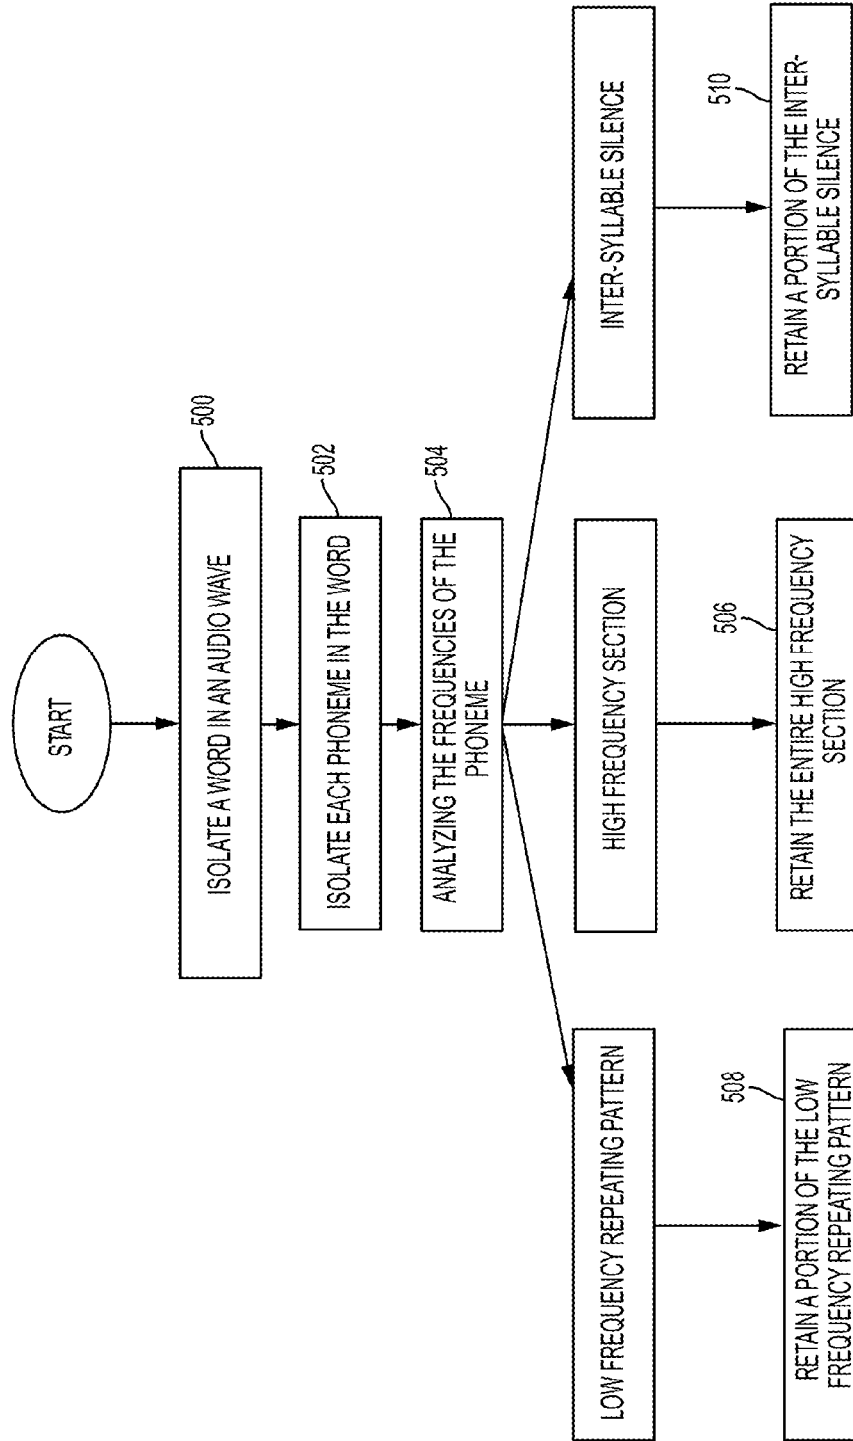 START
500
ISOLATE A WORD IN AN AUDIO WAVE
502
ISOLATE EACH PHONEME IN THE WORD
504
ANALYZING THE FREQUENCIES OF THE
PHONEME
LOW FREQUENCY REPEATING PATTERN
HIGH FREQUENCY SECTION
INTER-SYLLABLE SILENCE
508
RETAIN A PORTION OF THE LOW
FREQUENCY REPEATING PATTERN
506
RETAIN THE ENTIRE HIGH FREQUENCY
SECTION
510
RETAIN A PORTION OF THE INTER-
SYLLABLE SILENCE